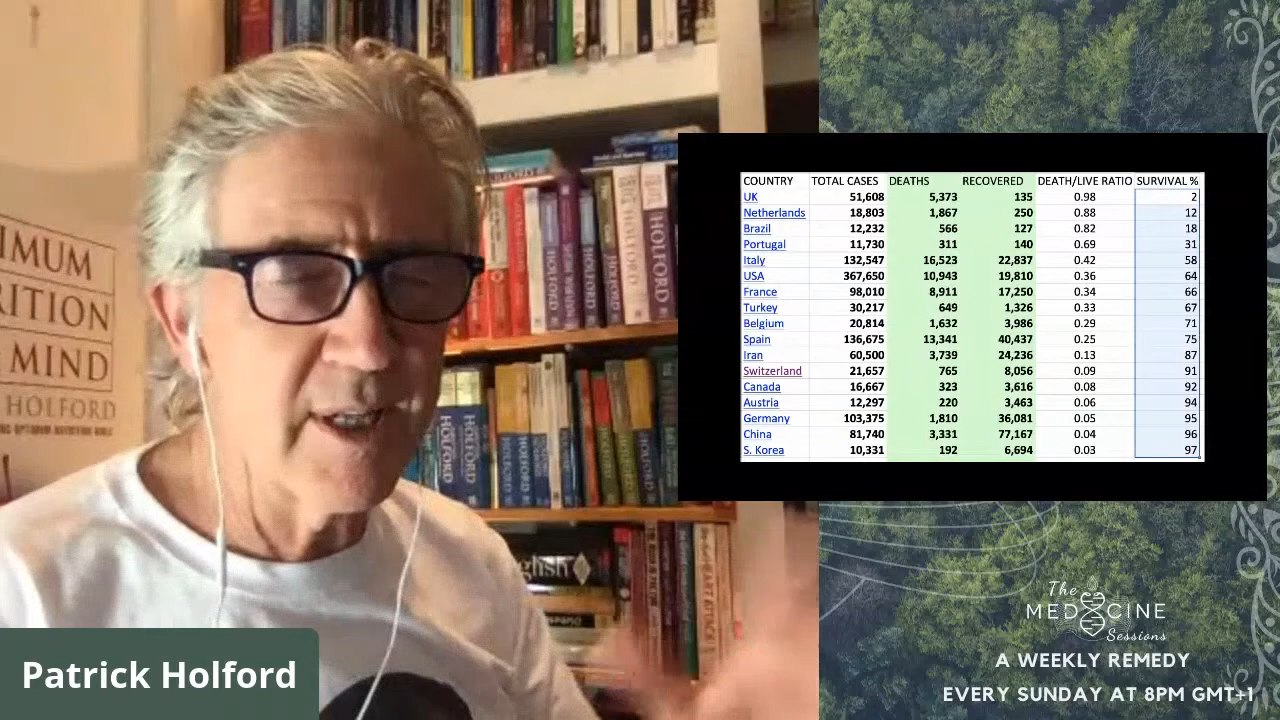 IMUM
RITION
MIND
HOLFORD
HOLFORD
HOLFORD
HOLFORD
HOLFORD
HOLFORD
glish
HEART ATTACK
Patrick Holford
COUNTRY TOTAL CASES DEATHS RECOVERED DEATH/LIVE RATIO SURVIVAL %
UK 51,608 5,373 135 0.98 2
Netherlands 18,803 1,867 250 0.88 12
Brazil 12,232 566 127 0.82 18
Portugal 11,730 311 140 0.69 31
Italy 132,547 16,523 22,837 0.42 58
USA 367,650 10,943 19,810 0.36 64
France 98,010 8,911 17,250 0.34 66
Turkey 30,217 649 1,326 0.33 67
Belgium 20,814 1,632 3,986 0.29 71
Spain 136,675 13,341 40,437 0.25 75
Iran 60,500 3,739 24,236 0.13 87
Switzerland 21,657 765 8,056 0.09 91
Canada 16,667 323 3,616 0.08 92
Austria 12,297 220 3,463 0.06 94
Germany 103,375 1,810 36,081 0.05 95
China 81,740 3,331 77,167 0.04 96
S. Korea 10,331 192 6,694 0.03 97
The
MEDICINE
Sessions
A WEEKLY REMEDY
EVERY SUNDAY AT 8PM GMT+1